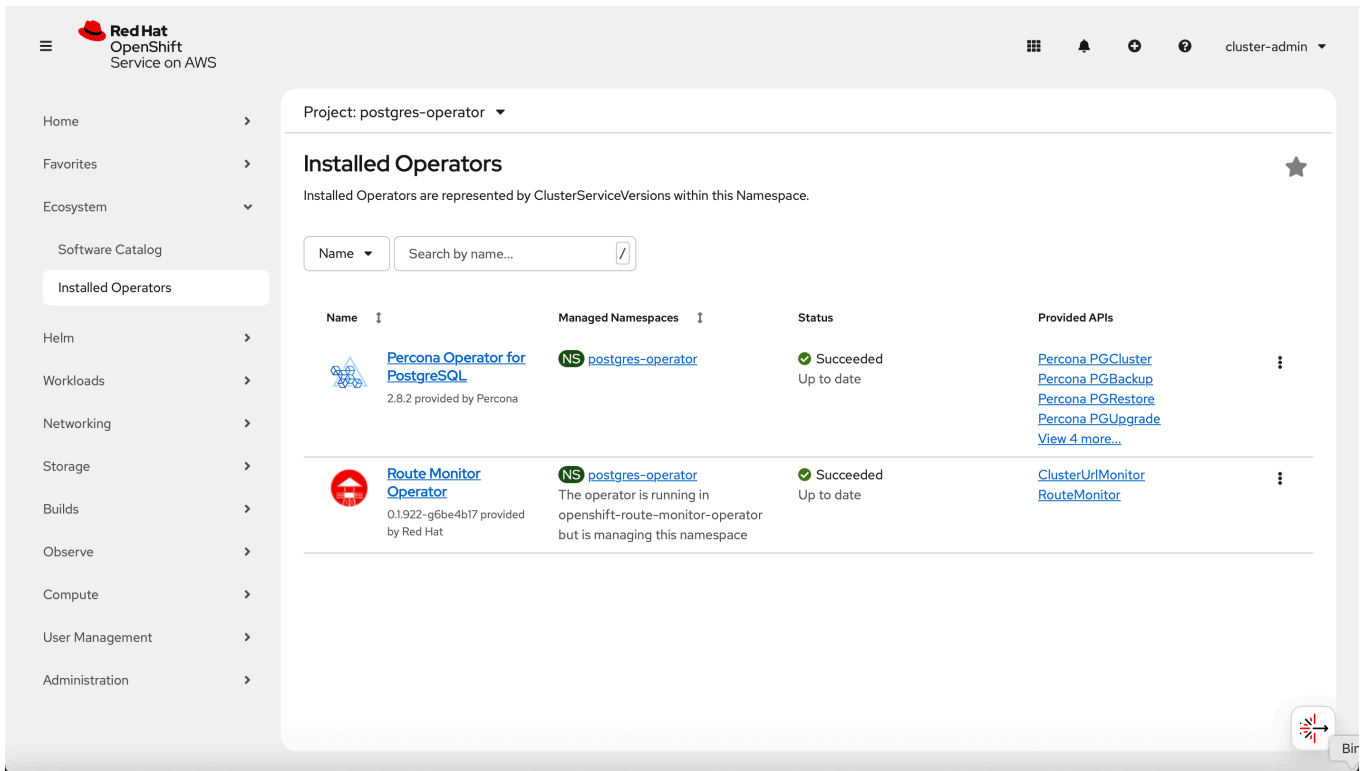 Red Hat
OpenShift
Service on AWS
cluster-admin
Home
Favorites
Ecosystem
Software Catalog
Installed Operators
Helm
Workloads
Networking
Storage
Builds
Observe
Compute
User Management
Administration
Project: postgres-operator
Installed Operators
Installed Operators are represented by ClusterServiceVersions within this Namespace.
Name
Search by name...
/
Name
Managed Namespaces
Status
Provided APIs
Percona Operator for
PostgreSQL
2.8.2 provided by Percona
NS postgres-operator
Succeeded
Up to date
Percona PGCluster
Percona PGBackup
Percona PGRestore
Percona PGUpgrade
View 4 more...
Route Monitor
Operator
0.1.922-g6be4b17 provided
by Red Hat
NS postgres-operator
The operator is running in
openshift-route-monitor-operator
but is managing this namespace
Succeeded
Up to date
ClusterUrlMonitor
RouteMonitor